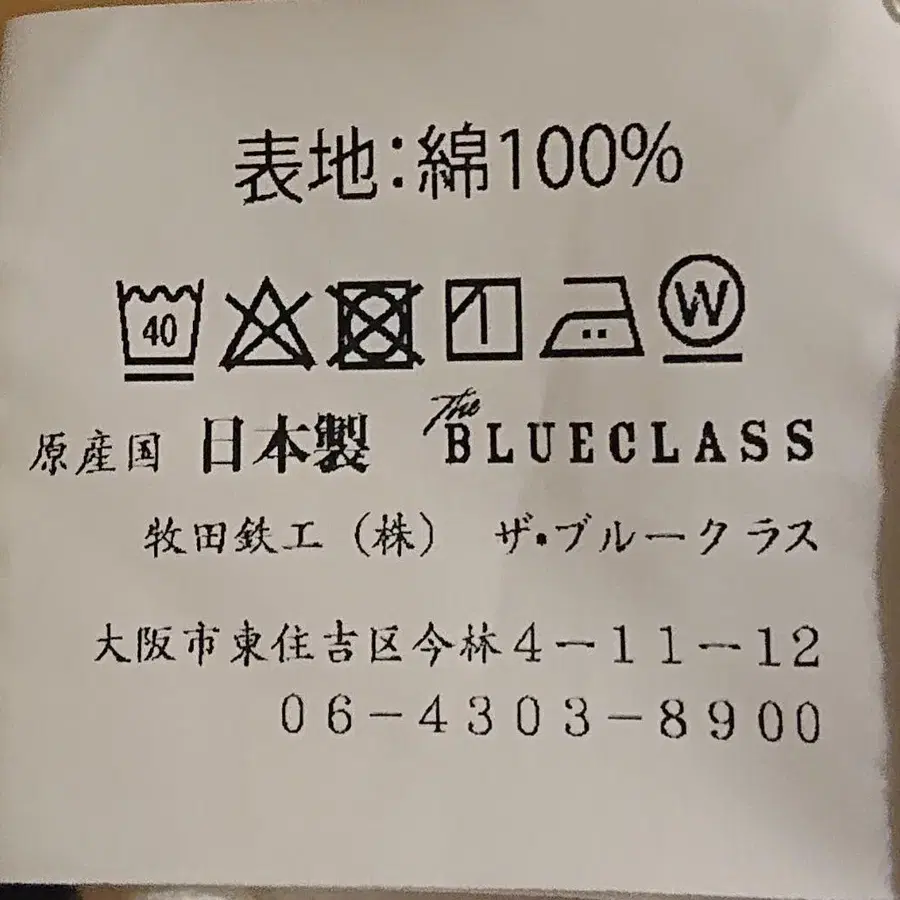 表地:綿100%
40 W
原産国 日本製 The BLUECLASS
牧田鉄工(株) ザ・ブルークラス
大阪市東住吉区今林4-11-12
06-4303-8900